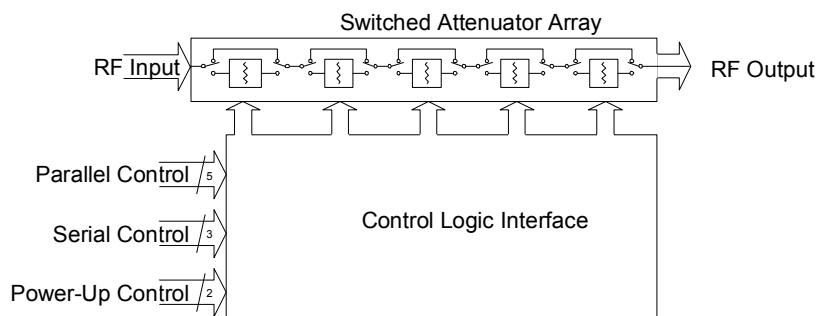 Switched Attenuator Array
RF Input
RF Output
Parallel Control
5
Serial Control
3
Control Logic Interface
Power-Up Control
2